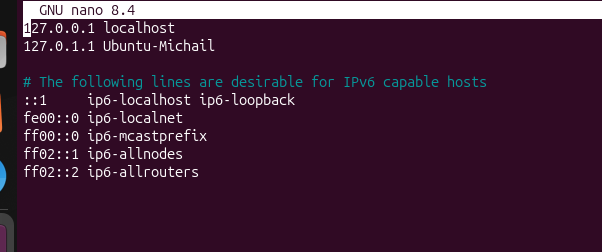 GNU nano 8.4
127.0.0.1 localhost
127.0.1.1 Ubuntu-Michail
# The following lines are desirable for IPv6 capable hosts
::1     ip6-localhost ip6-loopback
fe00::0 ip6-localnet
ff00::0 ip6-mcastprefix
ff02::1 ip6-allnodes
ff02::2 ip6-allrouters